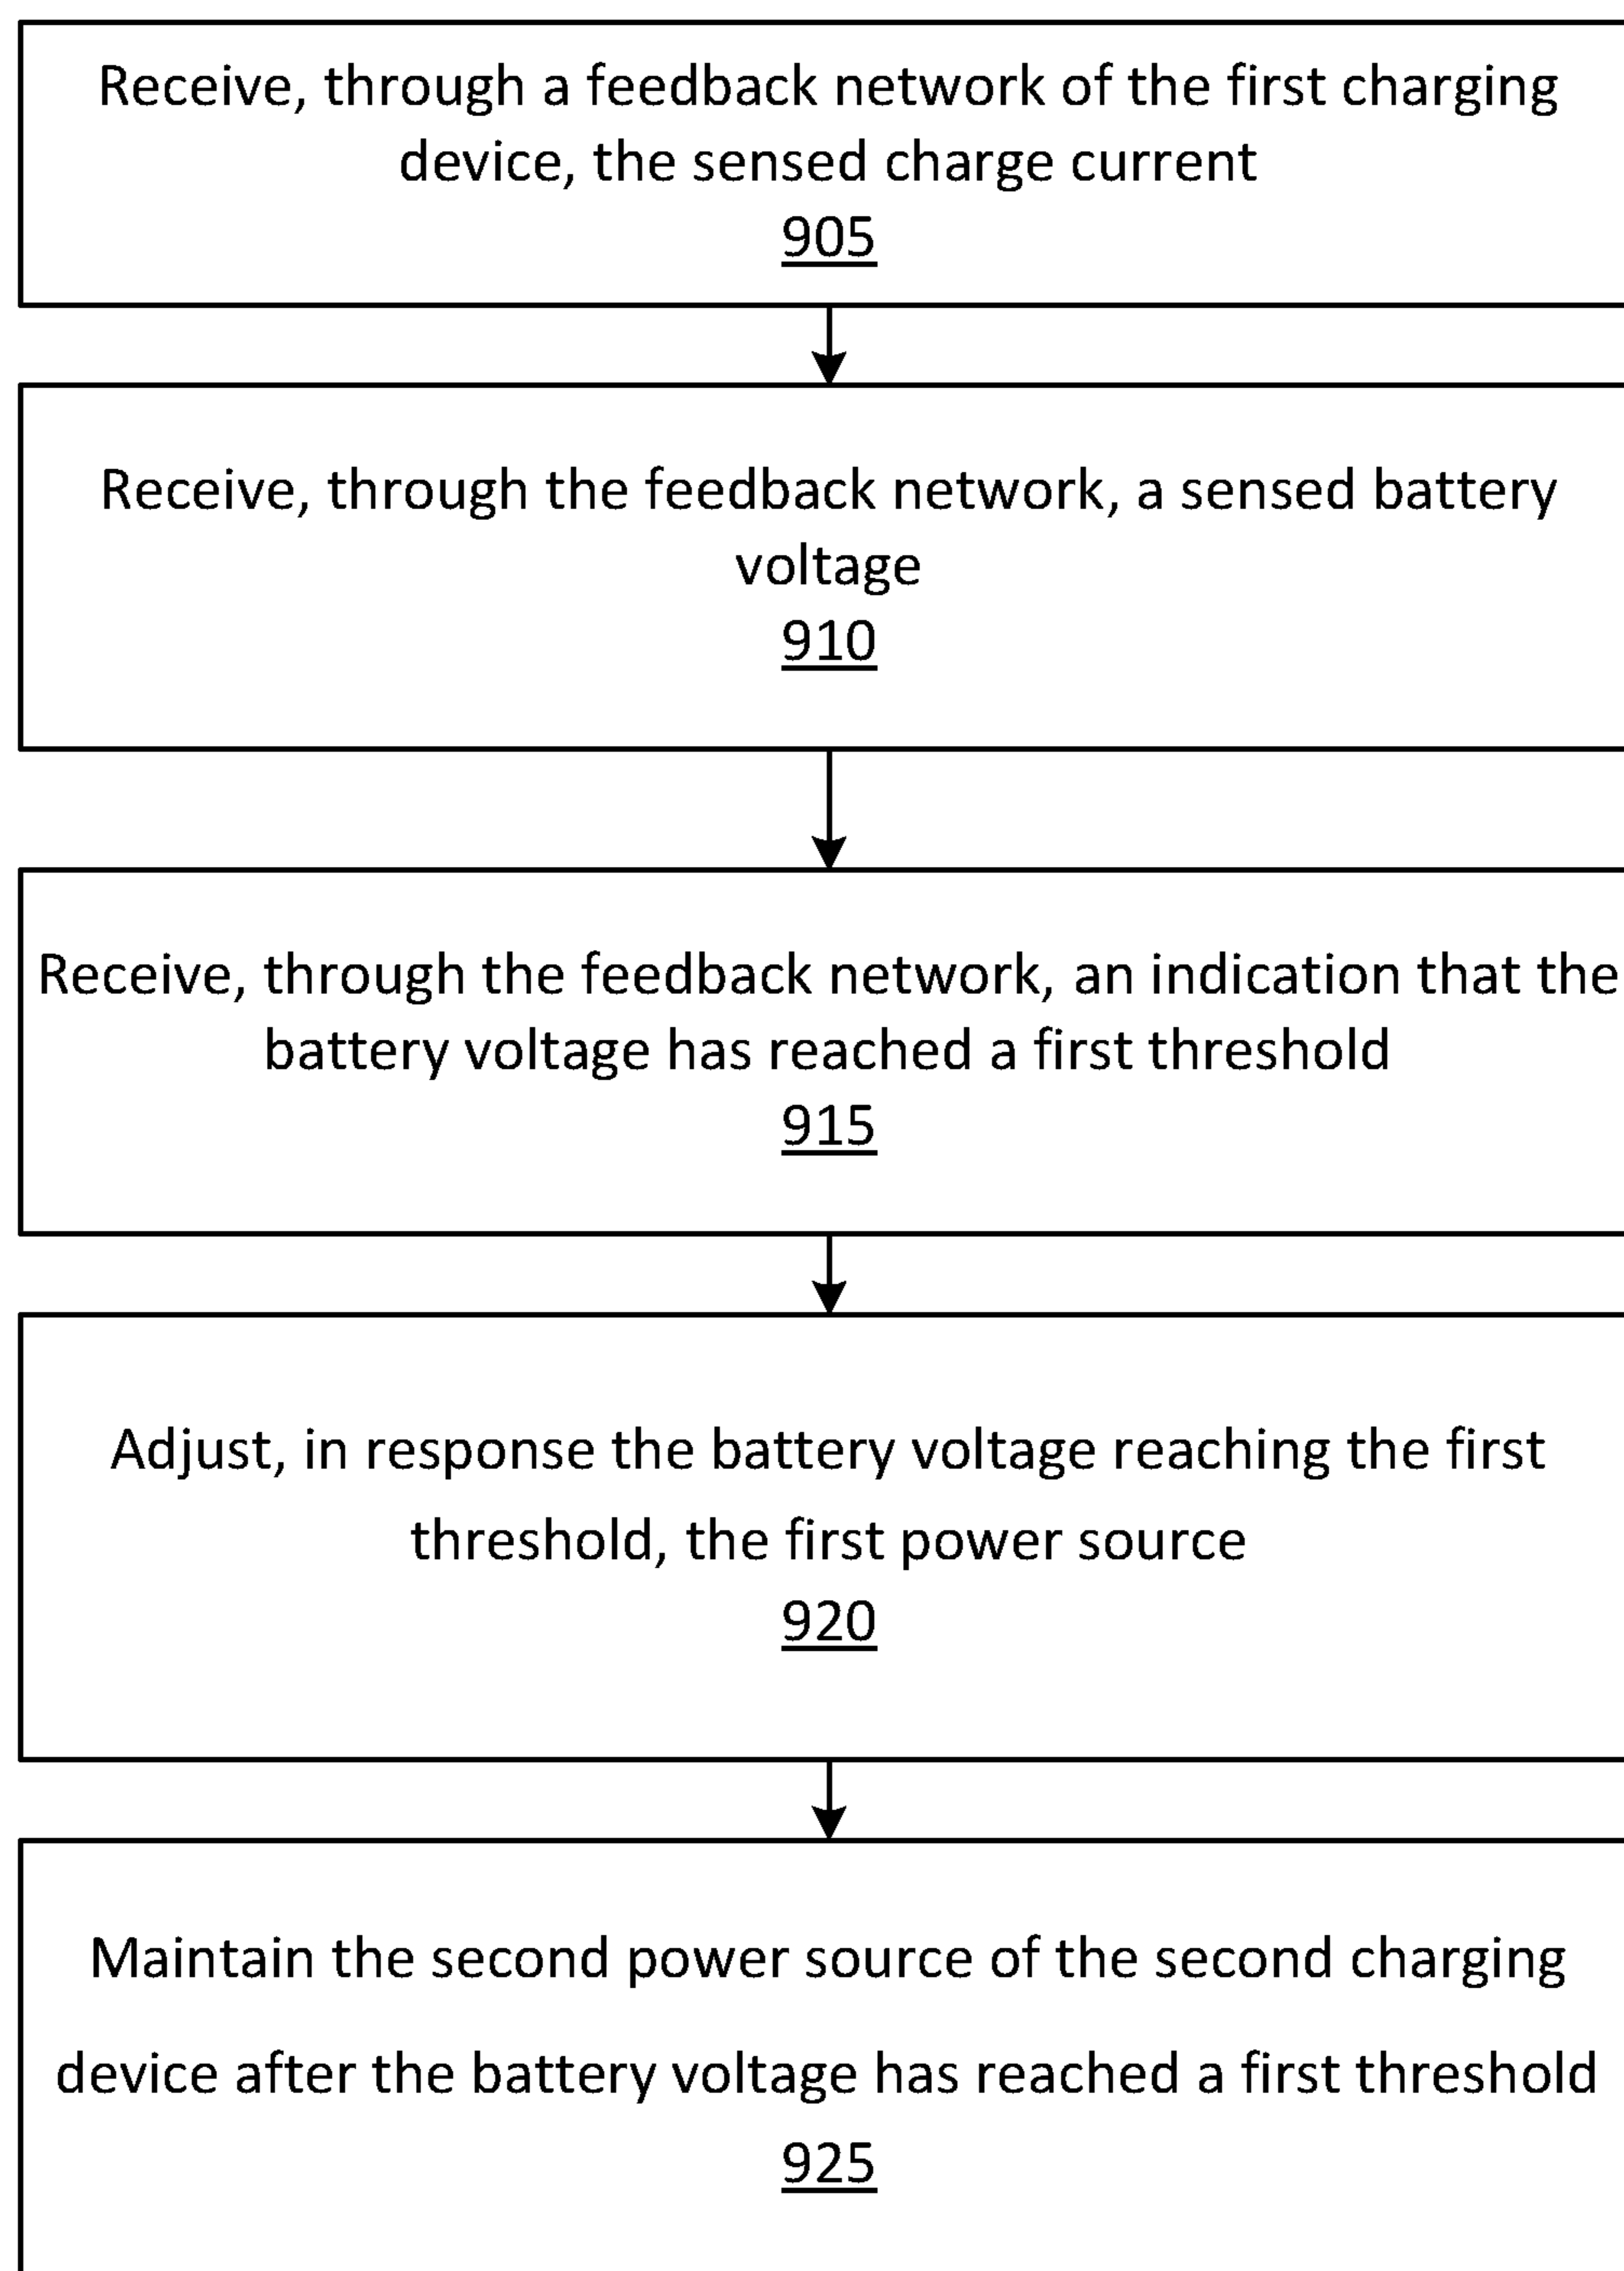 Receive, through a feedback network of the first charging
device, the sensed charge current
905
Receive, through the feedback network, a sensed battery
voltage
910
Receive, through the feedback network, an indication that the
battery voltage has reached a first threshold
915
Adjust, in response the battery voltage reaching the first
threshold, the first power source
920
Maintain the second power source of the second charging
device after the battery voltage has reached a first threshold
925